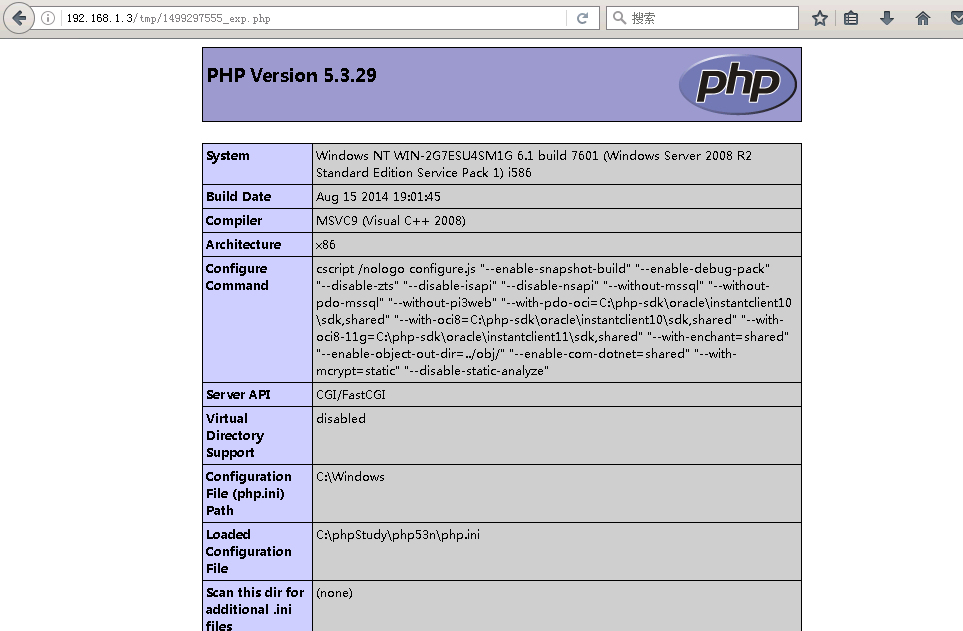 192.168.1.3/tmp/1499297555_exp.php
搜索
PHP Version 5.3.29
php
System
Windows NT WIN-2G7ESU4SM1G 6.1 build 7601 (Windows Server 2008 R2
Standard Edition Service Pack 1) i586
Build Date
Aug 15 2014 19:01:45
Compiler
MSVC9 (Visual C++ 2008)
Architecture
x86
Configure
Command
cscript /nologo configure.js "--enable-snapshot-build" "--enable-debug-pack"
"--disable-zts" "--disable-isapi" "--disable-nsapi" "--without-mssql" "--without-
pdo-mssql" "--without-pi3web" "--with-pdo-oci=C:\php-sdk\oracle\instantclient10
\sdk,shared" "--with-oci8=C:\php-sdk\oracle\instantclient10\sdk,shared" "--with-
oci8-11g=C:\php-sdk\oracle\instantclient11\sdk,shared" "--with-enchant=shared"
"--enable-object-out-dir=../obj/" "--enable-com-dotnet=shared" "--with-
mcrypt=static" "--disable-static-analyze"
Server API
CGI/FastCGI
Virtual
Directory
Support
disabled
Configuration
File (php.ini)
Path
C:\Windows
Loaded
Configuration
File
C:\phpStudy\php53n\php.ini
Scan this dir for
additional .ini
files
(none)